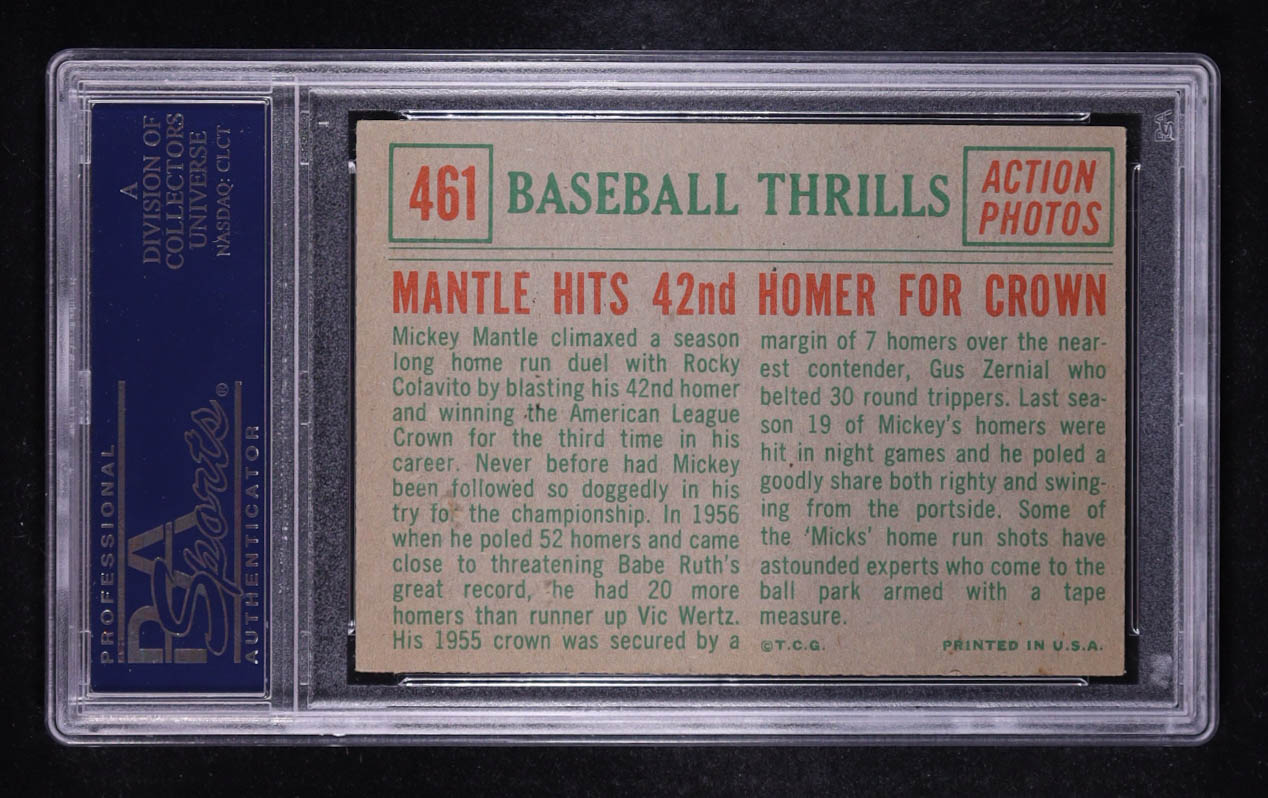 A
DIVISION OF
COLLECTORS
UNIVERSE
NASDAQ: CLCT
PROFESSIONAL
PSA
Sports®
AUTHENTICATOR
PSA
461
BASEBALL THRILLS
ACTION
PHOTOS
MANTLE HITS 42nd HOMER FOR CROWN
Mickey Mantle climaxed a season
long home run duel with Rocky
Colavito by blasting his 42nd homer
and winning the American League
Crown for the third time in his
career. Never before had Mickey
been followed so doggedly in his
try for the championship. In 1956
when he poled 52 homers and came
close to threatening Babe Ruth's
great record, he had 20 more
homers than runner up Vic Wertz.
His 1955 crown was secured by a
margin of 7 homers over the near-
est contender, Gus Zernial who
belted 30 round trippers. Last sea-
son 19 of Mickey's homers were
hit in night games and he poled a
goodly share both righty and swing-
ing from the portside. Some of
the 'Micks' home run shots have
astounded experts who come to the
ball park armed with a tape
measure.
©T.C.G.
PRINTED IN U.S.A.